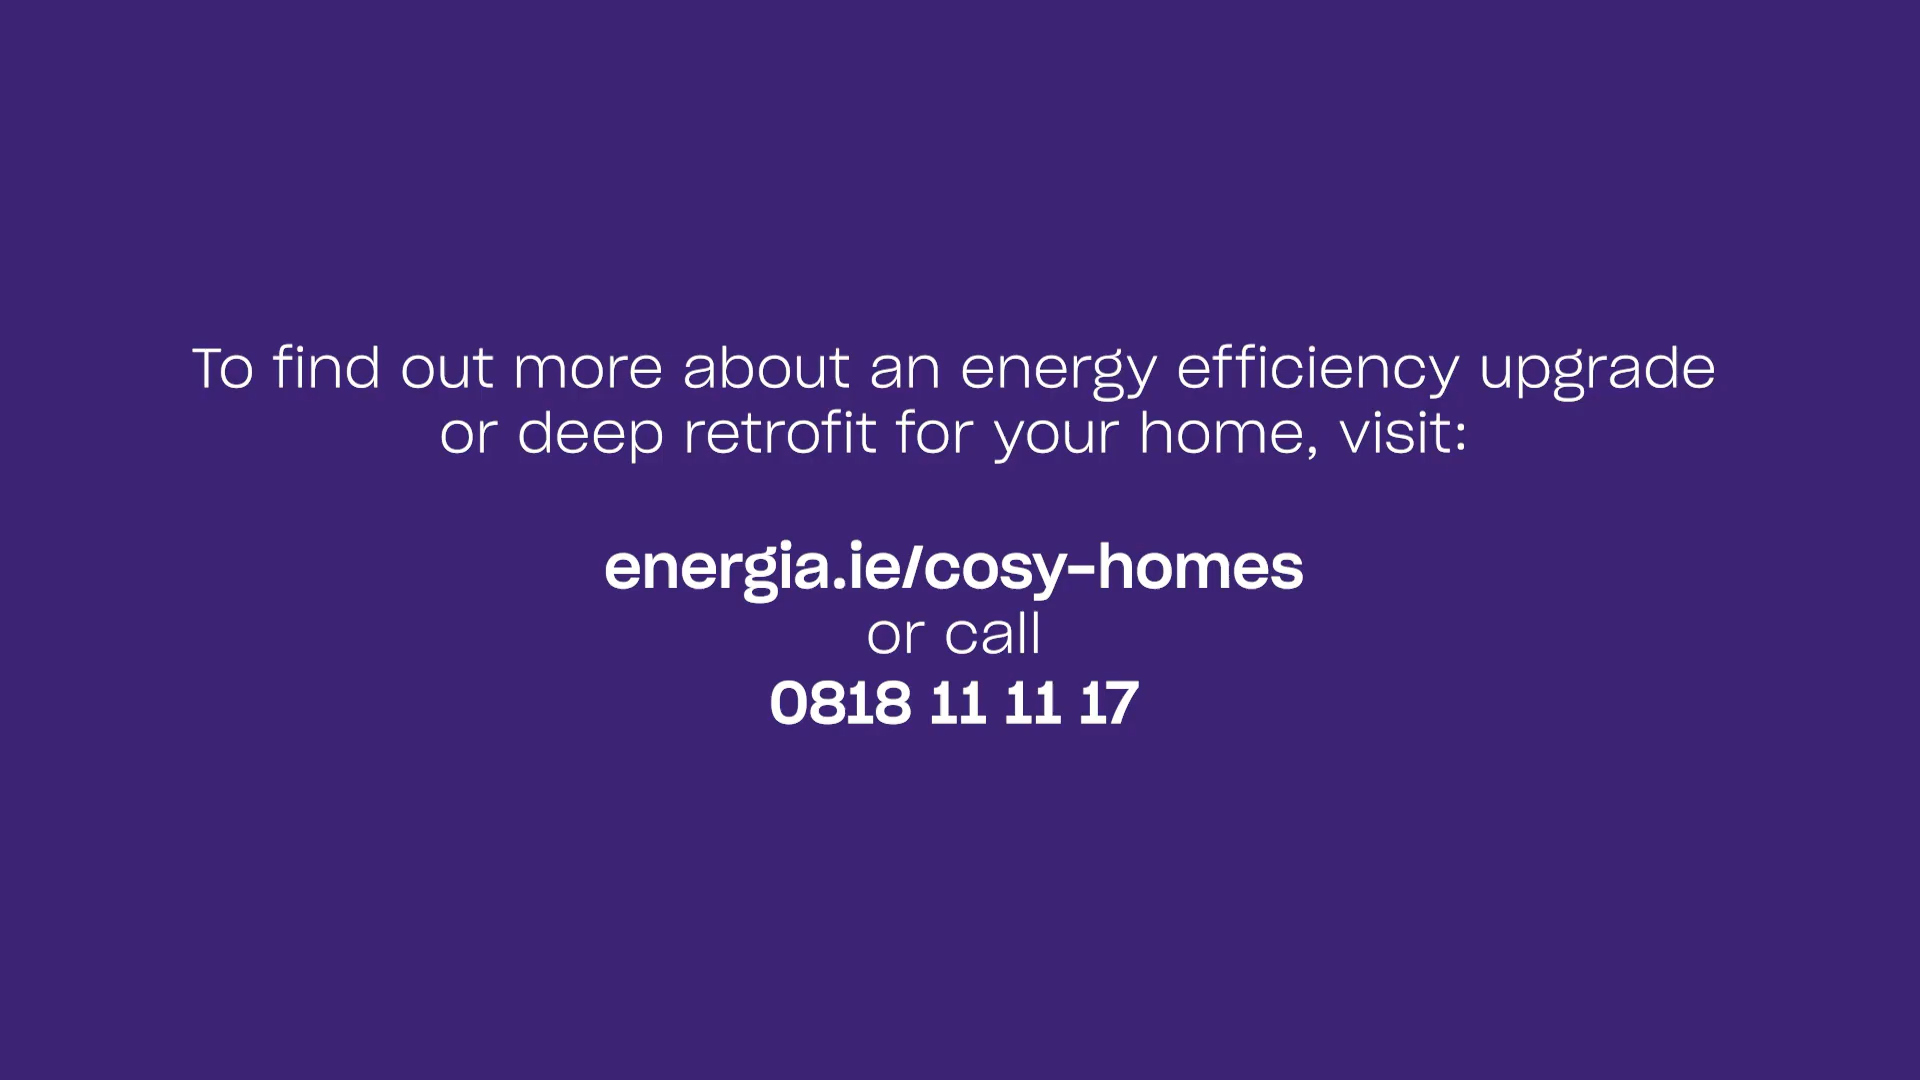 To find out more about an energy efficiency upgrade
or deep retrofit for your home, visit:
energia.ie/cosy-homes
or call
0818 11 11 17